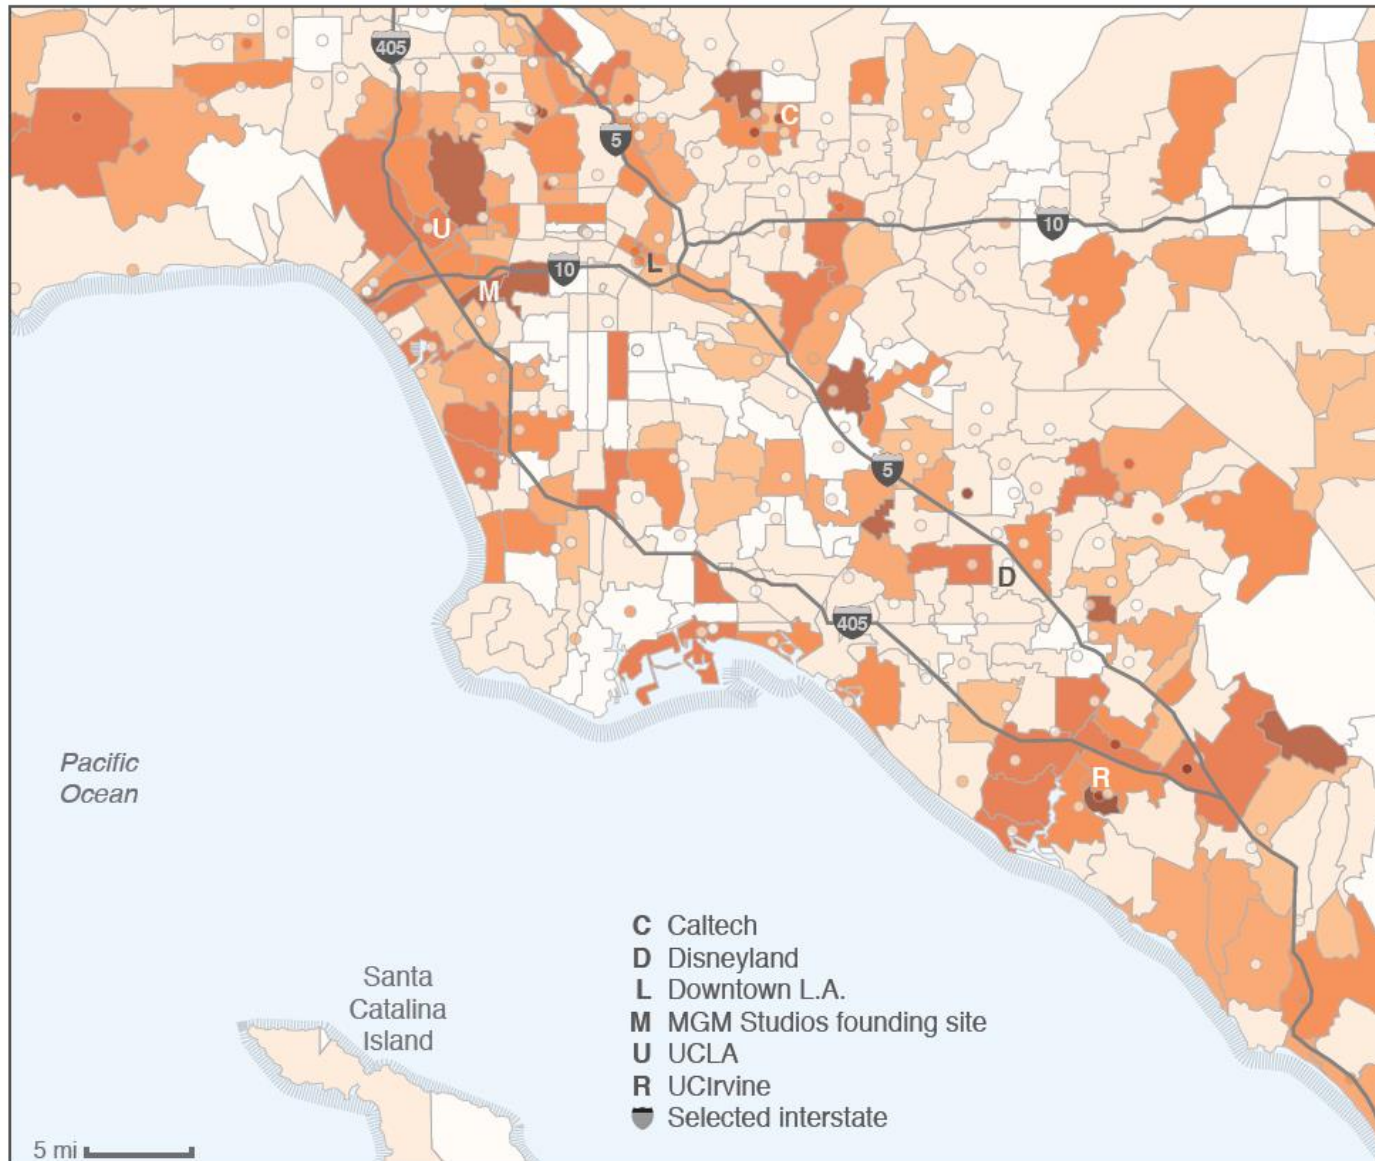 405
5
C
10
U
L
10
M
5
D
405
R
Pacific
Ocean
C Caltech
D Disneyland
L Downtown L.A.
M MGM Studios founding site
U UCLA
R UCIrvine
Selected interstate
Santa
Catalina
Island
5 mi